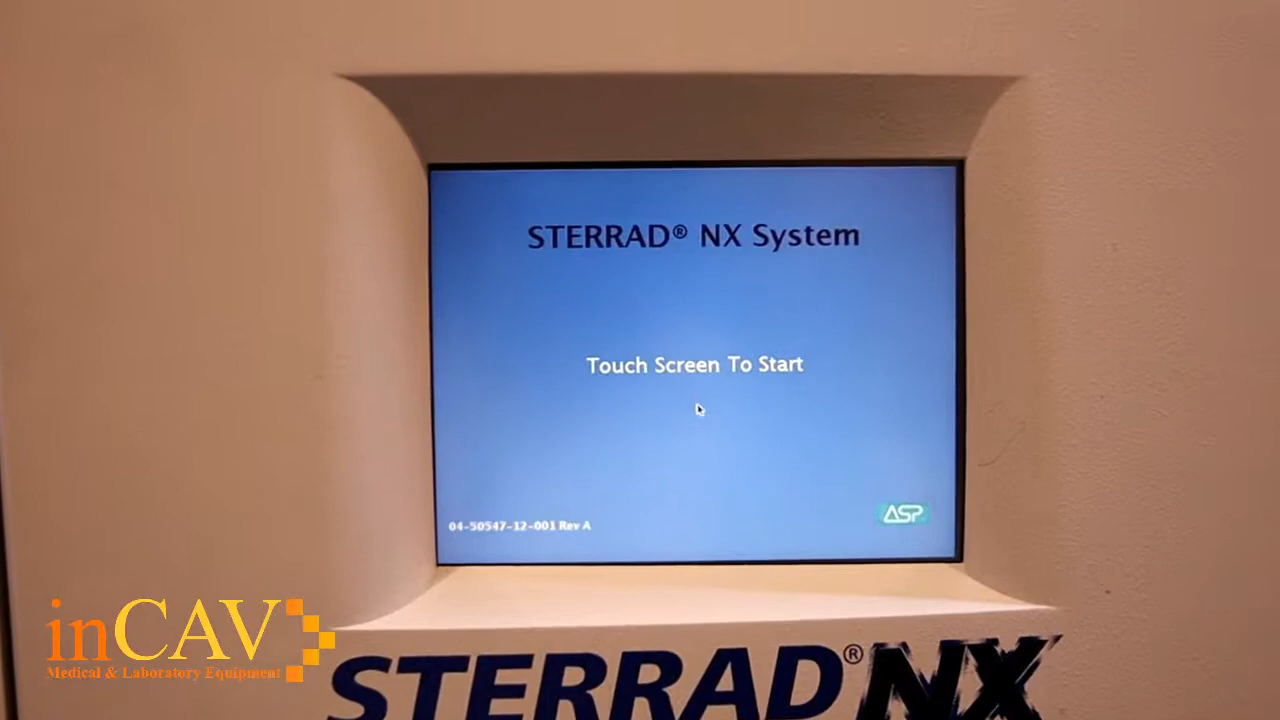 STERRAD® NX System
Touch Screen To Start
04-50547-12-001 Rev A
ASP
inCAV
Medical & Laboratory Equipment
STERRAD® NX